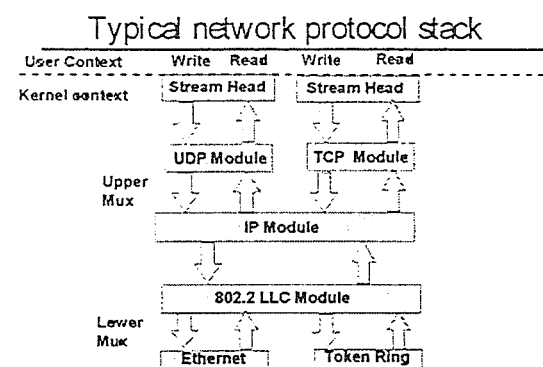 Typical network protocol stack
User Context Write Read Write Read
Kernel context Stream Head Stream Head
UDP Module TCP Module
Upper
Mux
IP Module
802.2 LLC Module
Lower
Mux
Ethernet Token Ring